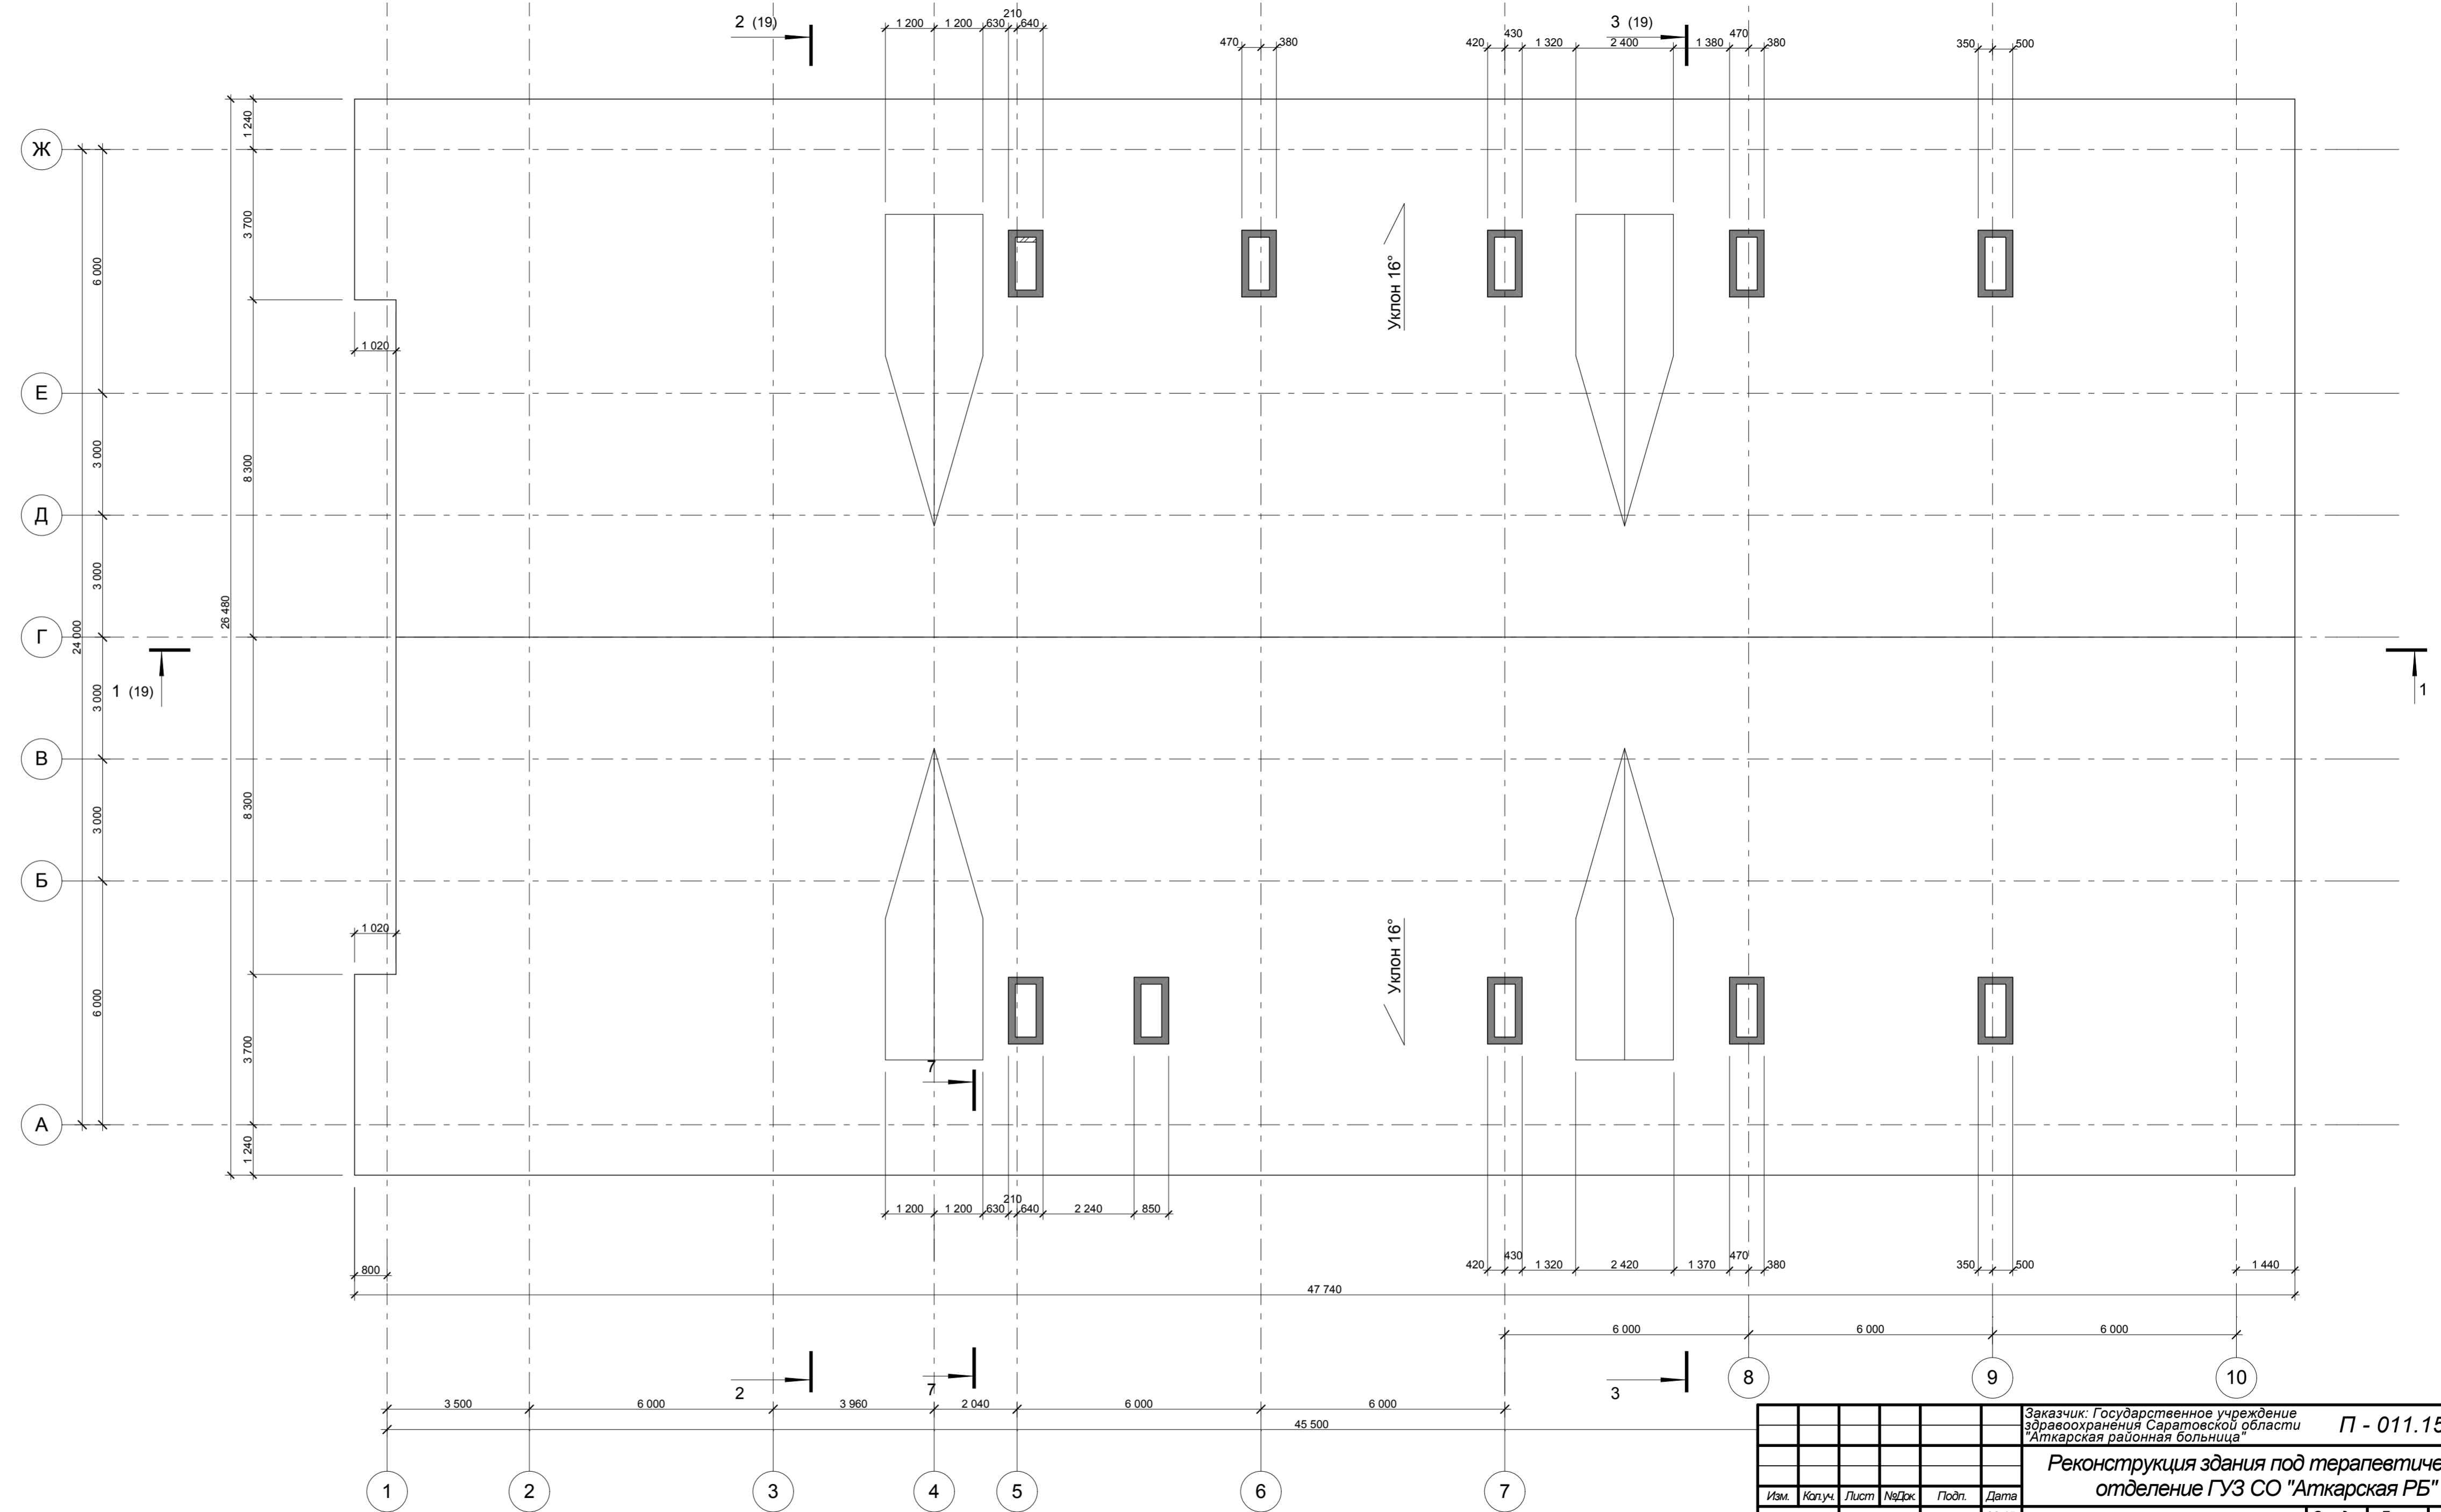 2 (19)
1 200 1 200 630 210 640
470 380
420 430 1 320 2 400 1 380 470 380
3 (19)
350 500
1 240
Ж
3 700
6 000
Уклон 16°
1 020
Е
3 000
8 300
Д
3 000
26 480
24 000
Г
1 (19)
1
3 000
В
8 300
3 000
Б
1 020
Уклон 16°
6 000
3 700
7
А
1 240
1 200 1 200 630 210 640 2 240 850
420 430 1 320 2 420 1 370 470 380
350 500
1 440
800
47 740
6 000 6 000 6 000
2
7
3
8 9 10
3 500 6 000 3 960 2 040 6 000 6 000
45 500
1 2 3 4 5 6 7
Заказчик: Государственное учреждение
здравоохранения Саратовской области
"Аткарская районная больница"
П - 011.15
Реконструкция здания под терапевтиче
отделение ГУЗ СО "Аткарская РБ"
Изм. Кол.уч. Лист №Док. Подп. Дата